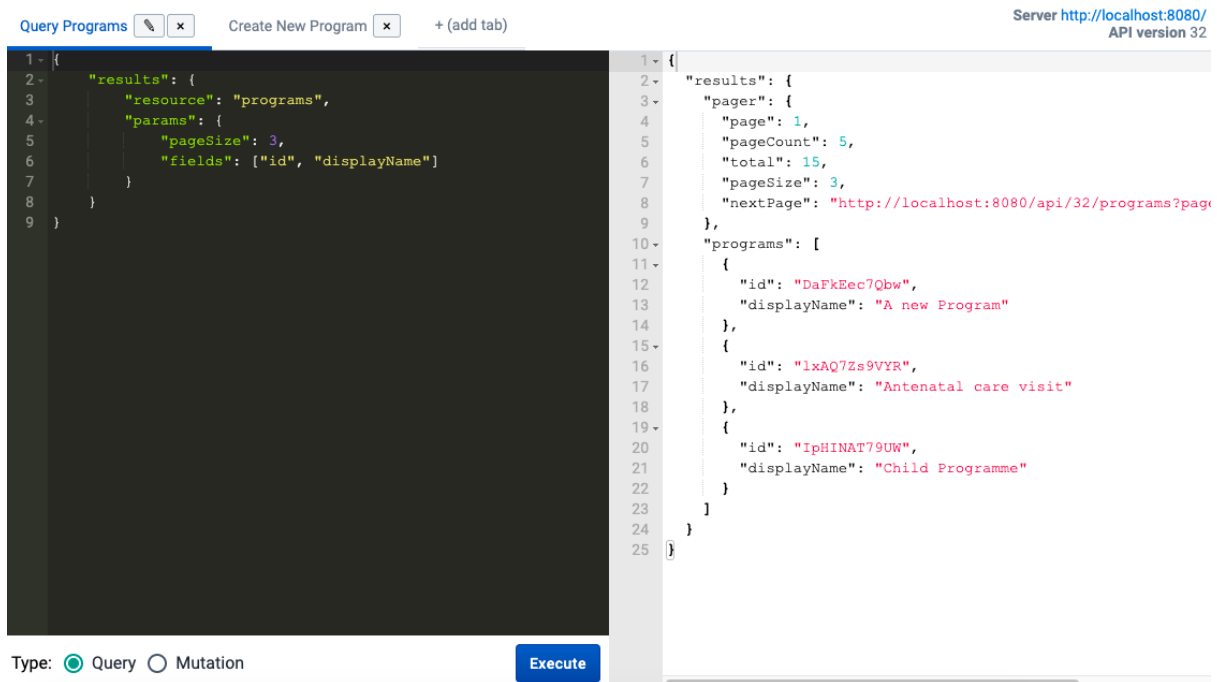 Query Programs ✎ × Create New Program × + (add tab)
Server http://localhost:8080/
API version 32
1 {
2 "results": {
3 "resource": "programs",
4 "params": {
5 "pageSize": 3,
6 "fields": ["id", "displayName"]
7 }
8 }
9 }
1 {
2 "results": {
3 "pager": {
4 "page": 1,
5 "pageCount": 5,
6 "total": 15,
7 "pageSize": 3,
8 "nextPage": "http://localhost:8080/api/32/programs?page
9 },
10 "programs": [
11 {
12 "id": "DaFkEec7Qbw",
13 "displayName": "A new Program"
14 },
15 {
16 "id": "lxAQ7Zs9VYR",
17 "displayName": "Antenatal care visit"
18 },
19 {
20 "id": "IpHINAT79UW",
21 "displayName": "Child Programme"
22 }
23 ]
24 }
25 }
Type: Query Mutation Execute